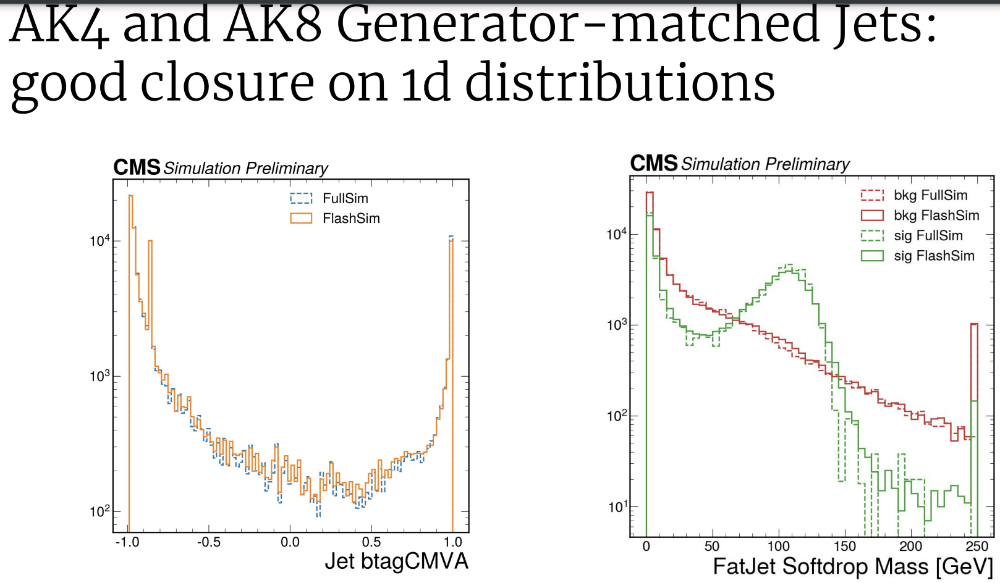 AK4 and AK8 Generator-matched Jets:
good closure on 1d distributions
CMS Simulation Preliminary
FullSim
FlashSim
10⁴
10³
10²
-1.0 -0.5 0.0 0.5 1.0
Jet btagCMVA
CMS Simulation Preliminary
bkg FullSim
bkg FlashSim
sig FullSim
sig FlashSim
10⁴
10³
10²
10¹
0 50 100 150 200 250
FatJet Softdrop Mass [GeV]